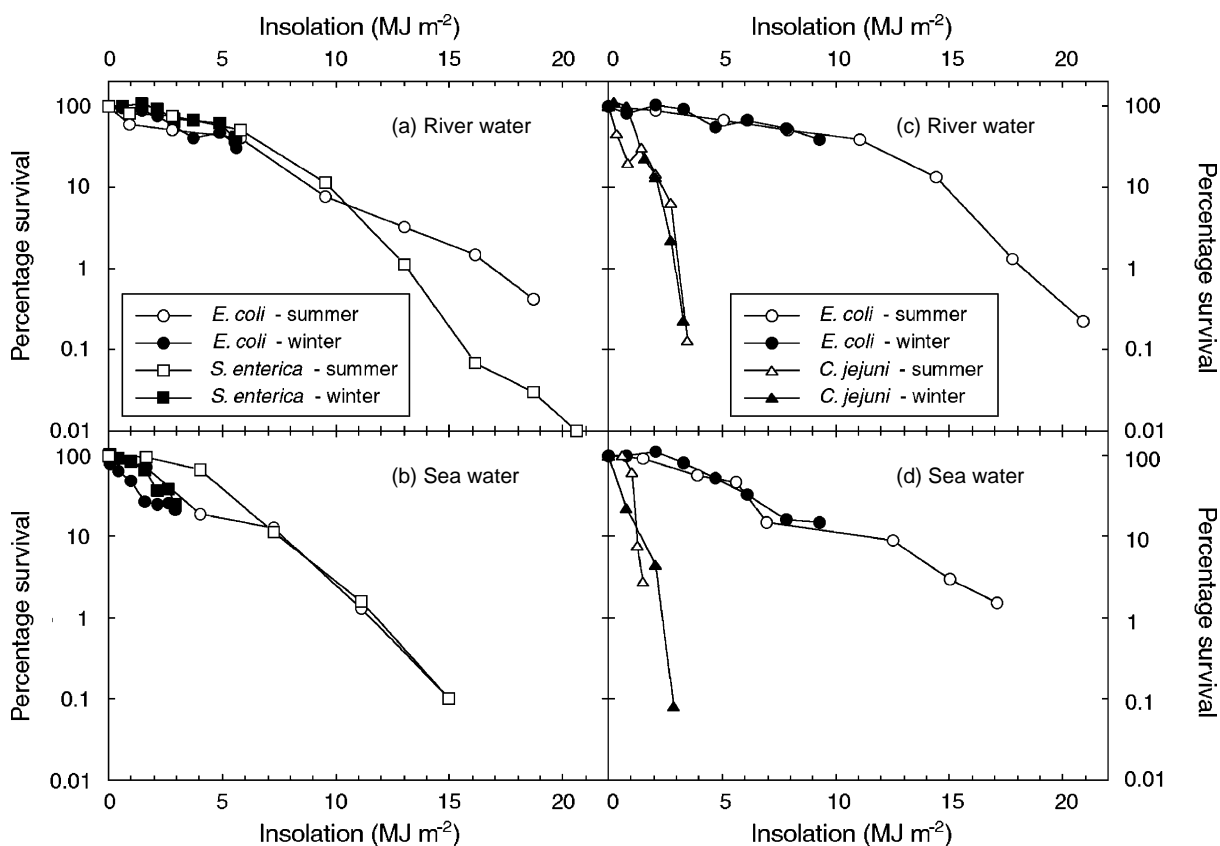 Insolation (MJ m⁻²) Insolation (MJ m⁻²)
0 5 10 15 20 0 5 10 15 20
Percentage survival
100
10
1
0.1
0.01
(a) River water
E. coli - summer
E. coli - winter
S. enterica - summer
S. enterica - winter
(c) River water
E. coli - summer
E. coli - winter
C. jejuni - summer
C. jejuni - winter
100
10
1
0.1
0.01
Percentage survival
Percentage survival
100
10
1
0.1
0.01
(b) Sea water
(d) Sea water
100
10
1
0.1
0.01
Percentage survival
0 5 10 15 20 0 5 10 15 20
Insolation (MJ m⁻²) Insolation (MJ m⁻²)